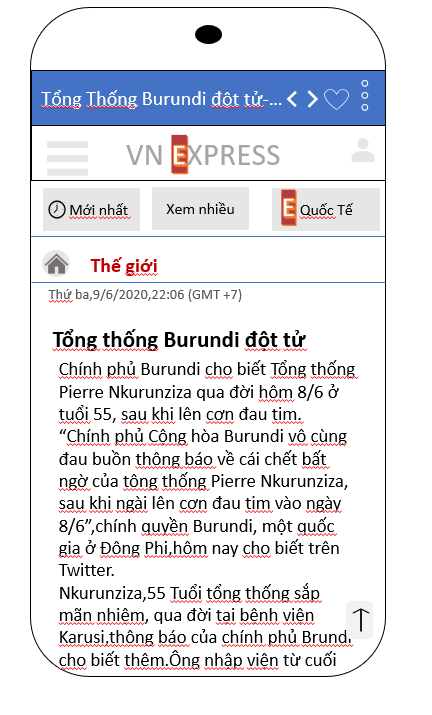 Tổng Thống Burundi đột tử-...
VN EXPRESS
Mới nhất
Xem nhiều
E Quốc Tế
Thế giới
Thứ ba,9/6/2020,22:06 (GMT +7)
Tổng thống Burundi đột tử
Chính phủ Burundi cho biết Tổng thống
Pierre Nkurunziza qua đời hôm 8/6 ở
tuổi 55, sau khi lên cơn đau tim.
“Chính phủ Cộng hòa Burundi vô cùng
đau buồn thông báo về cái chết bất
ngờ của tông thống Pierre Nkurunziza,
sau khi ngài lên cơn đau tim vào ngày
8/6”,chính quyền Burundi, một quốc
gia ở Đông Phi,hôm nay cho biết trên
Twitter.
Nkurunziza,55 Tuổi tổng thống sắp
mãn nhiệm, qua đời tại bệnh viện
Karusi,thông báo của chính phủ Brundi
cho biết thêm.Ông nhập viện từ cuối